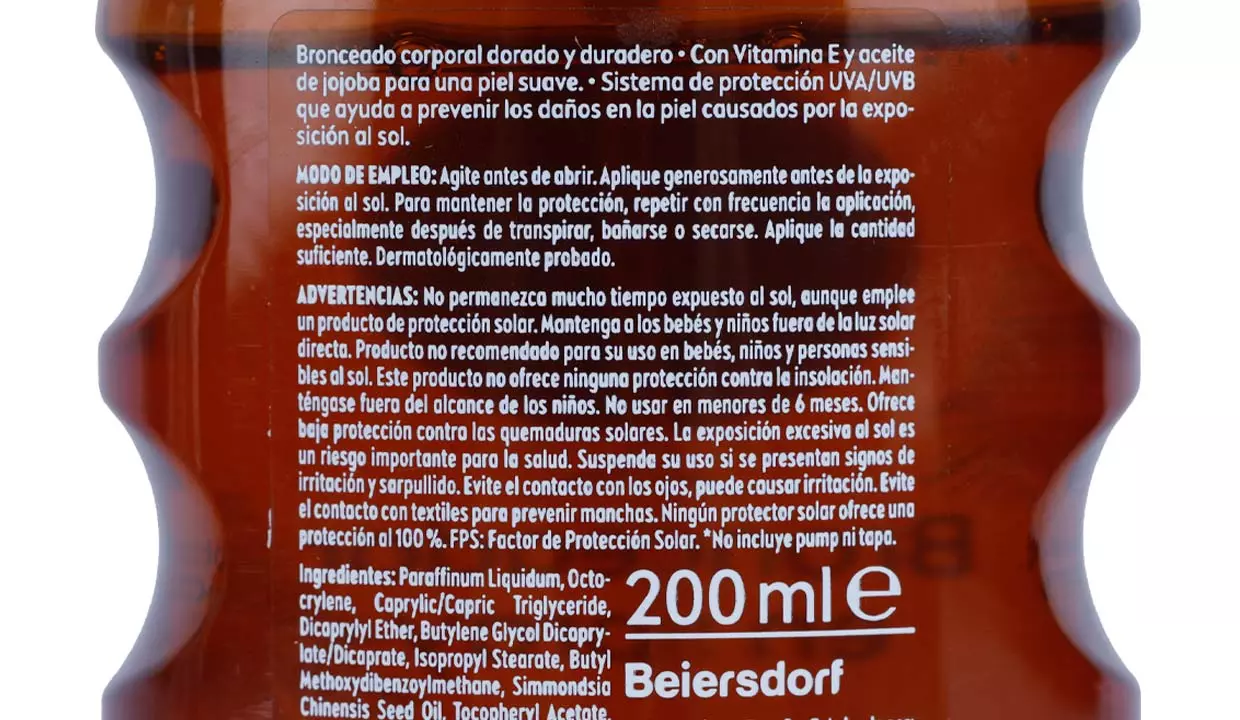 Bronceado corporal dorado y duradero • Con Vitamina E y aceite
de jojoba para una piel suave. • Sistema de protección UVA/UVB
que ayuda a prevenir los daños en la piel causados por la expo-
sición al sol.
MODO DE EMPLEO: Agite antes de abrir. Aplique generosamente antes de la expo-
sición al sol. Para mantener la protección, repetir con frecuencia la aplicación,
especialmente después de transpirar, bañarse o secarse. Aplique la cantidad
suficiente. Dermatológicamente probado.
ADVERTENCIAS: No permanezca mucho tiempo expuesto al sol, aunque emplee
un producto de protección solar. Mantenga a los bebés y niños fuera de la luz solar
directa. Producto no recomendado para su uso en bebés, niños y personas sensi-
bles al sol. Este producto no ofrece ninguna protección contra la insolación. Man-
téngase fuera del alcance de los niños. No usar en menores de 6 meses. Ofrece
baja protección contra las quemaduras solares. La exposición excesiva al sol es
un riesgo importante para la salud. Suspenda su uso si se presentan signos de
irritación y sarpullido. Evite el contacto con los ojos, puede causar irritación. Evite
el contacto con textiles para prevenir manchas. Ningún protector solar ofrece una
protección al 100%. FPS: Factor de Protección Solar. *No incluye pump ni tapa.
Ingredientes: Paraffinum Liquidum, Octo-
crylene, Caprylic/Capric Triglyceride,
Dicaprylyl Ether, Butylene Glycol Dicapry-
late/Dicaprate, Isopropyl Stearate, Butyl
Methoxydibenzoylmethane, Simmondsia
Chinensis Seed Oil, Tocopheryl Acetate,
200 ml e
Beiersdorf